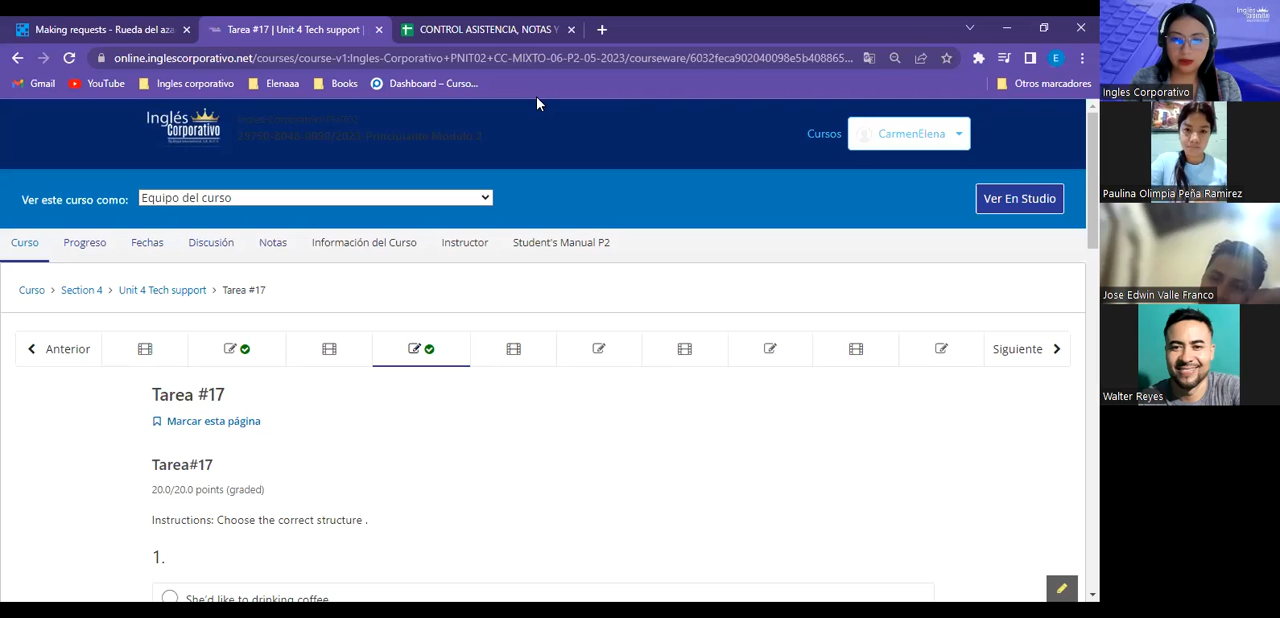 Making requests - Rueda del aza
Tarea #17 | Unit 4 Tech support |
CONTROL ASISTENCIA, NOTAS Y
online.inglescorporativo.net/courses/course-v1:Ingles-Corporativo+PNIT02+CC-MIXTO-06-P2-05-2023/courseware/6032feca902040098e5b408865...
E
Gmail
YouTube
Ingles corporativo
Elenaaa
Books
Dashboard – Curso...
Otros marcadores
Inglés
Corporativo
Principiante Modulo 2
Cursos
CarmenElena
Ver este curso como:
Equipo del curso
Ver En Studio
Curso
Progreso
Fechas
Discusión
Notas
Información del Curso
Instructor
Student's Manual P2
Curso > Section 4 > Unit 4 Tech support > Tarea #17
Anterior
Siguiente
Tarea #17
Marcar esta página
Tarea#17
20.0/20.0 points (graded)
Instructions: Choose the correct structure .
1.
She'd like to drinking coffee
Ingles Corporativo
Paulina Olimpia Peña Ramirez
Jose Edwin Valle Franco
Walter Reyes